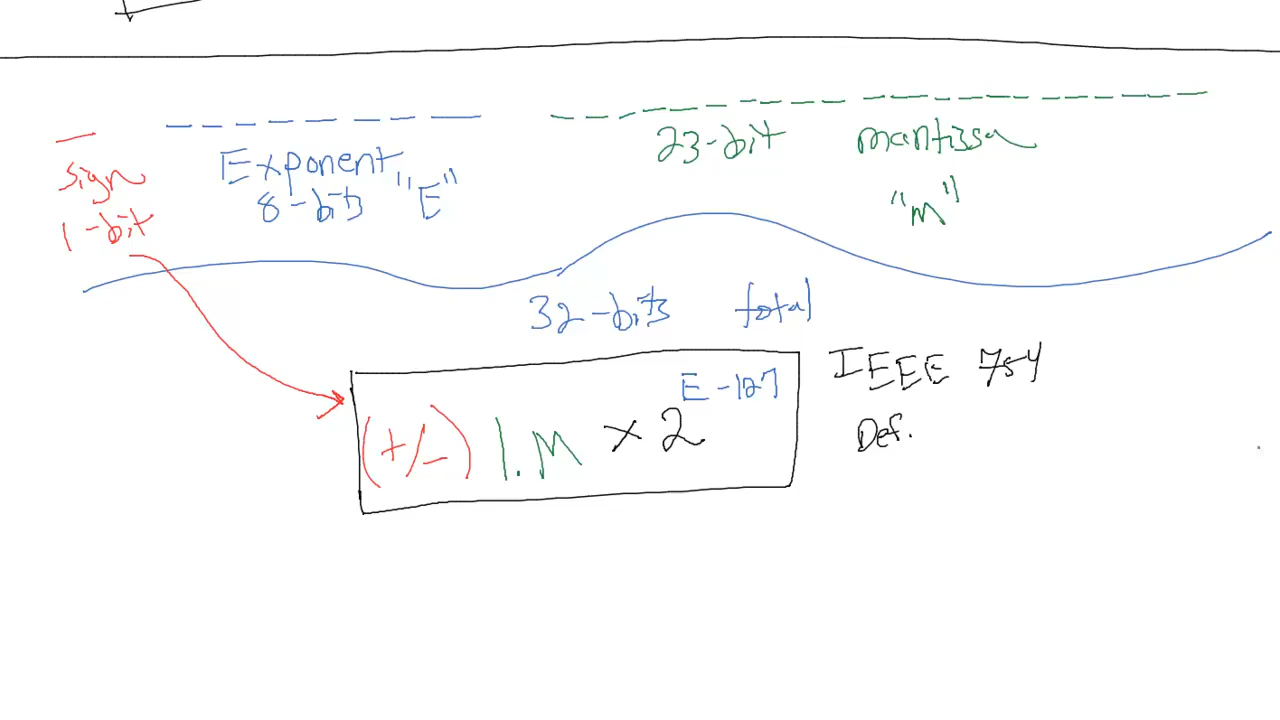 sign
1-bit
Exponent
8-bits "E"
23-bit mantissa
"M"
32-bits total
(+/-) 1.M × 2^E-127
IEEE 754
Def.